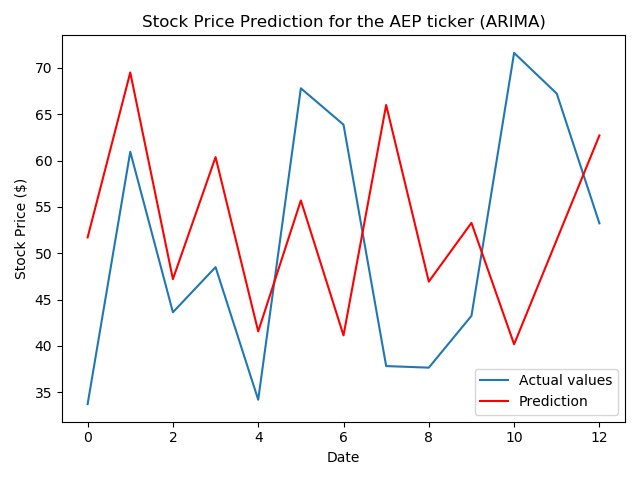 Stock Price Prediction for the AEP ticker (ARIMA)
Stock Price ($)
70
65
60
55
50
45
40
35
Actual values
Prediction
0 2 4 6 8 10 12
Date